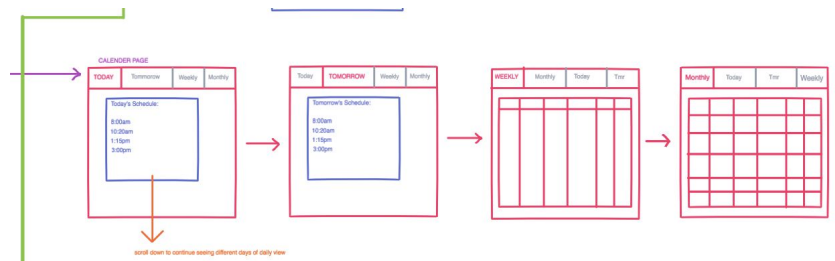 CALENDER PAGE
TODAY Tommorow Weekly Monthly
Today's Schedule:
8:00am
10:20am
1:15pm
3:00pm
scroll down to continue seeing different days of daily view
Today TOMORROW Weekly Monthly
Tomorrow's Schedule:
8:00am
10:20am
1:15pm
3:00pm
WEEKLY Monthly Today Tmr
Monthly Today Tmr Weekly